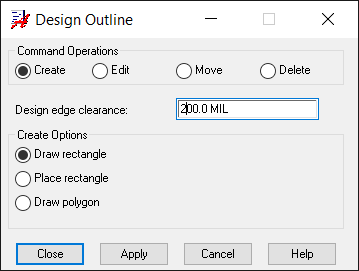 Design Outline
Command Operations
Create Edit Move Delete
Design edge clearance: 200.0 MIL
Create Options
Draw rectangle
Place rectangle
Draw polygon
Close Apply Cancel Help